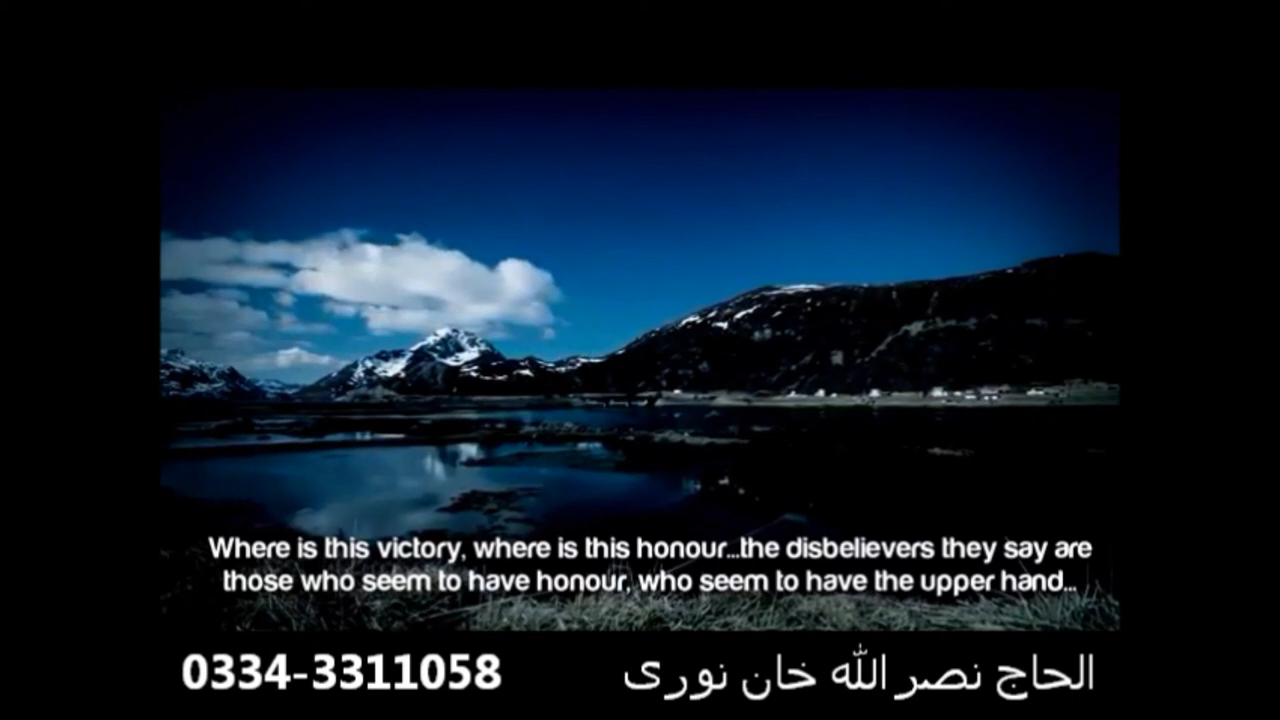 Where is this victory, where is this honour...the disbelievers they say are
those who seem to have honour, who seem to have the upper hand...
0334-3311058
الحاج نصر الله خان نوری